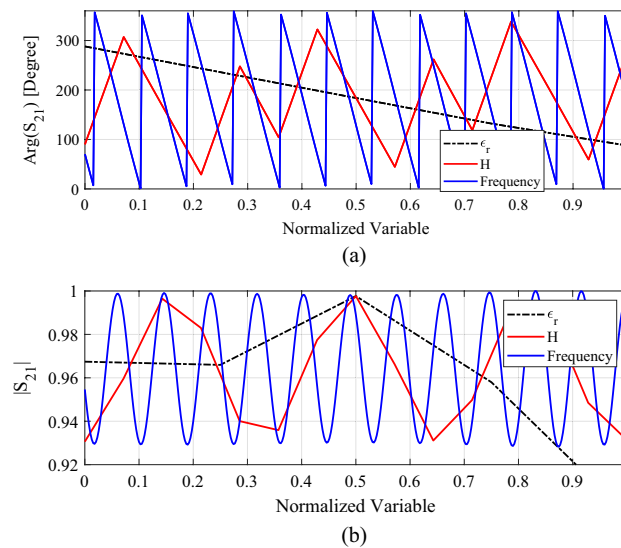 Arg(S21) [Degree]
300
200
100
0
0 0.1 0.2 0.3 0.4 0.5 0.6 0.7 0.8 0.9
ϵr
H
Frequency
Normalized Variable
(a)
|S21|
1
0.98
0.96
0.94
0.92
0 0.1 0.2 0.3 0.4 0.5 0.6 0.7 0.8 0.9
ϵr
H
Frequency
Normalized Variable
(b)